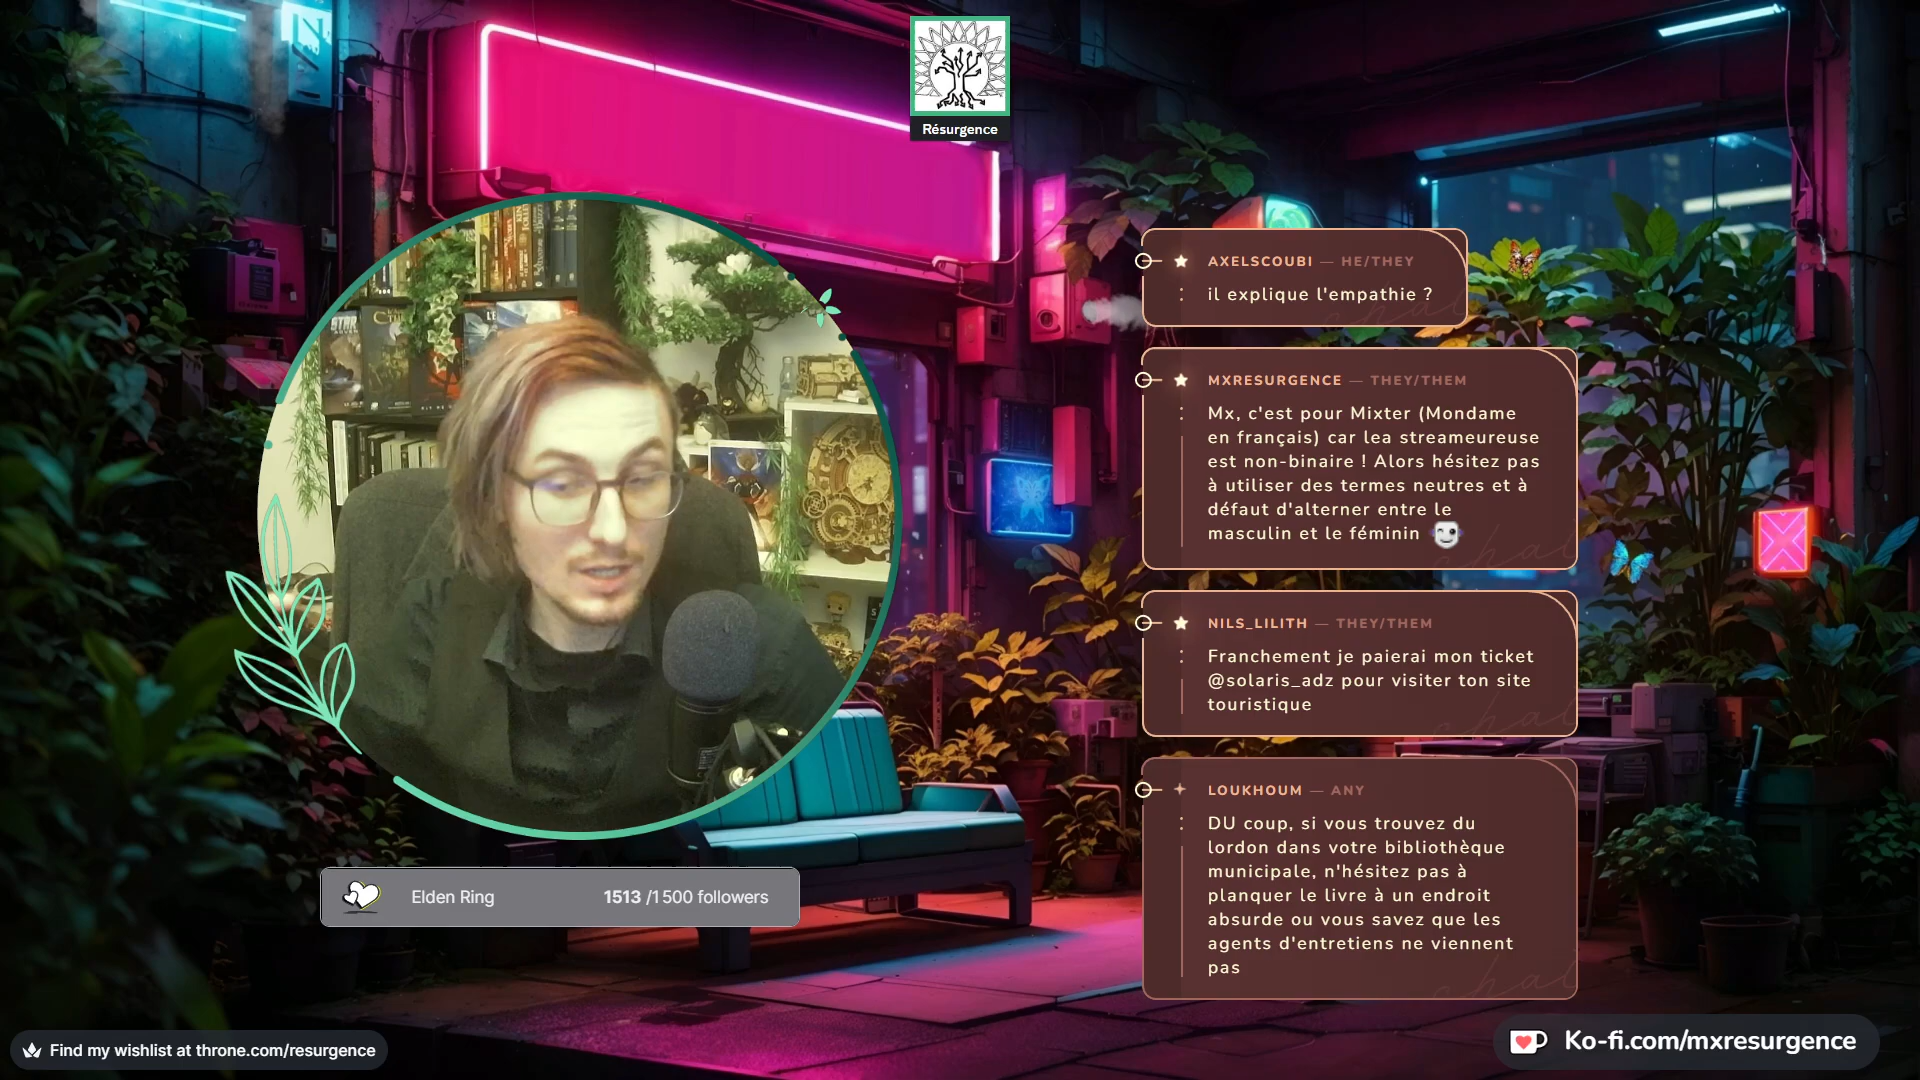 Résurgence
AXELSCOUBI — HE/THEY
: il explique l'empathie ?
MXRESURGENCE — THEY/THEM
: Mx, c'est pour Mixter (Mondame
en français) car lea streameureuse
est non-binaire ! Alors hésitez pas
à utiliser des termes neutres et à
défaut d'alterner entre le
masculin et le féminin
NILS_LILITH — THEY/THEM
: Franchement je paierai mon ticket
@solaris_adz pour visiter ton site
touristique
LOUKHOUM — ANY
: DU coup, si vous trouvez du
lordon dans votre bibliothèque
municipale, n'hésitez pas à
planquer le livre à un endroit
absurde ou vous savez que les
agents d'entretiens ne viennent
pas
Elden Ring 1513 /1 500 followers
Find my wishlist at throne.com/resurgence
Ko-fi.com/mxresurgence